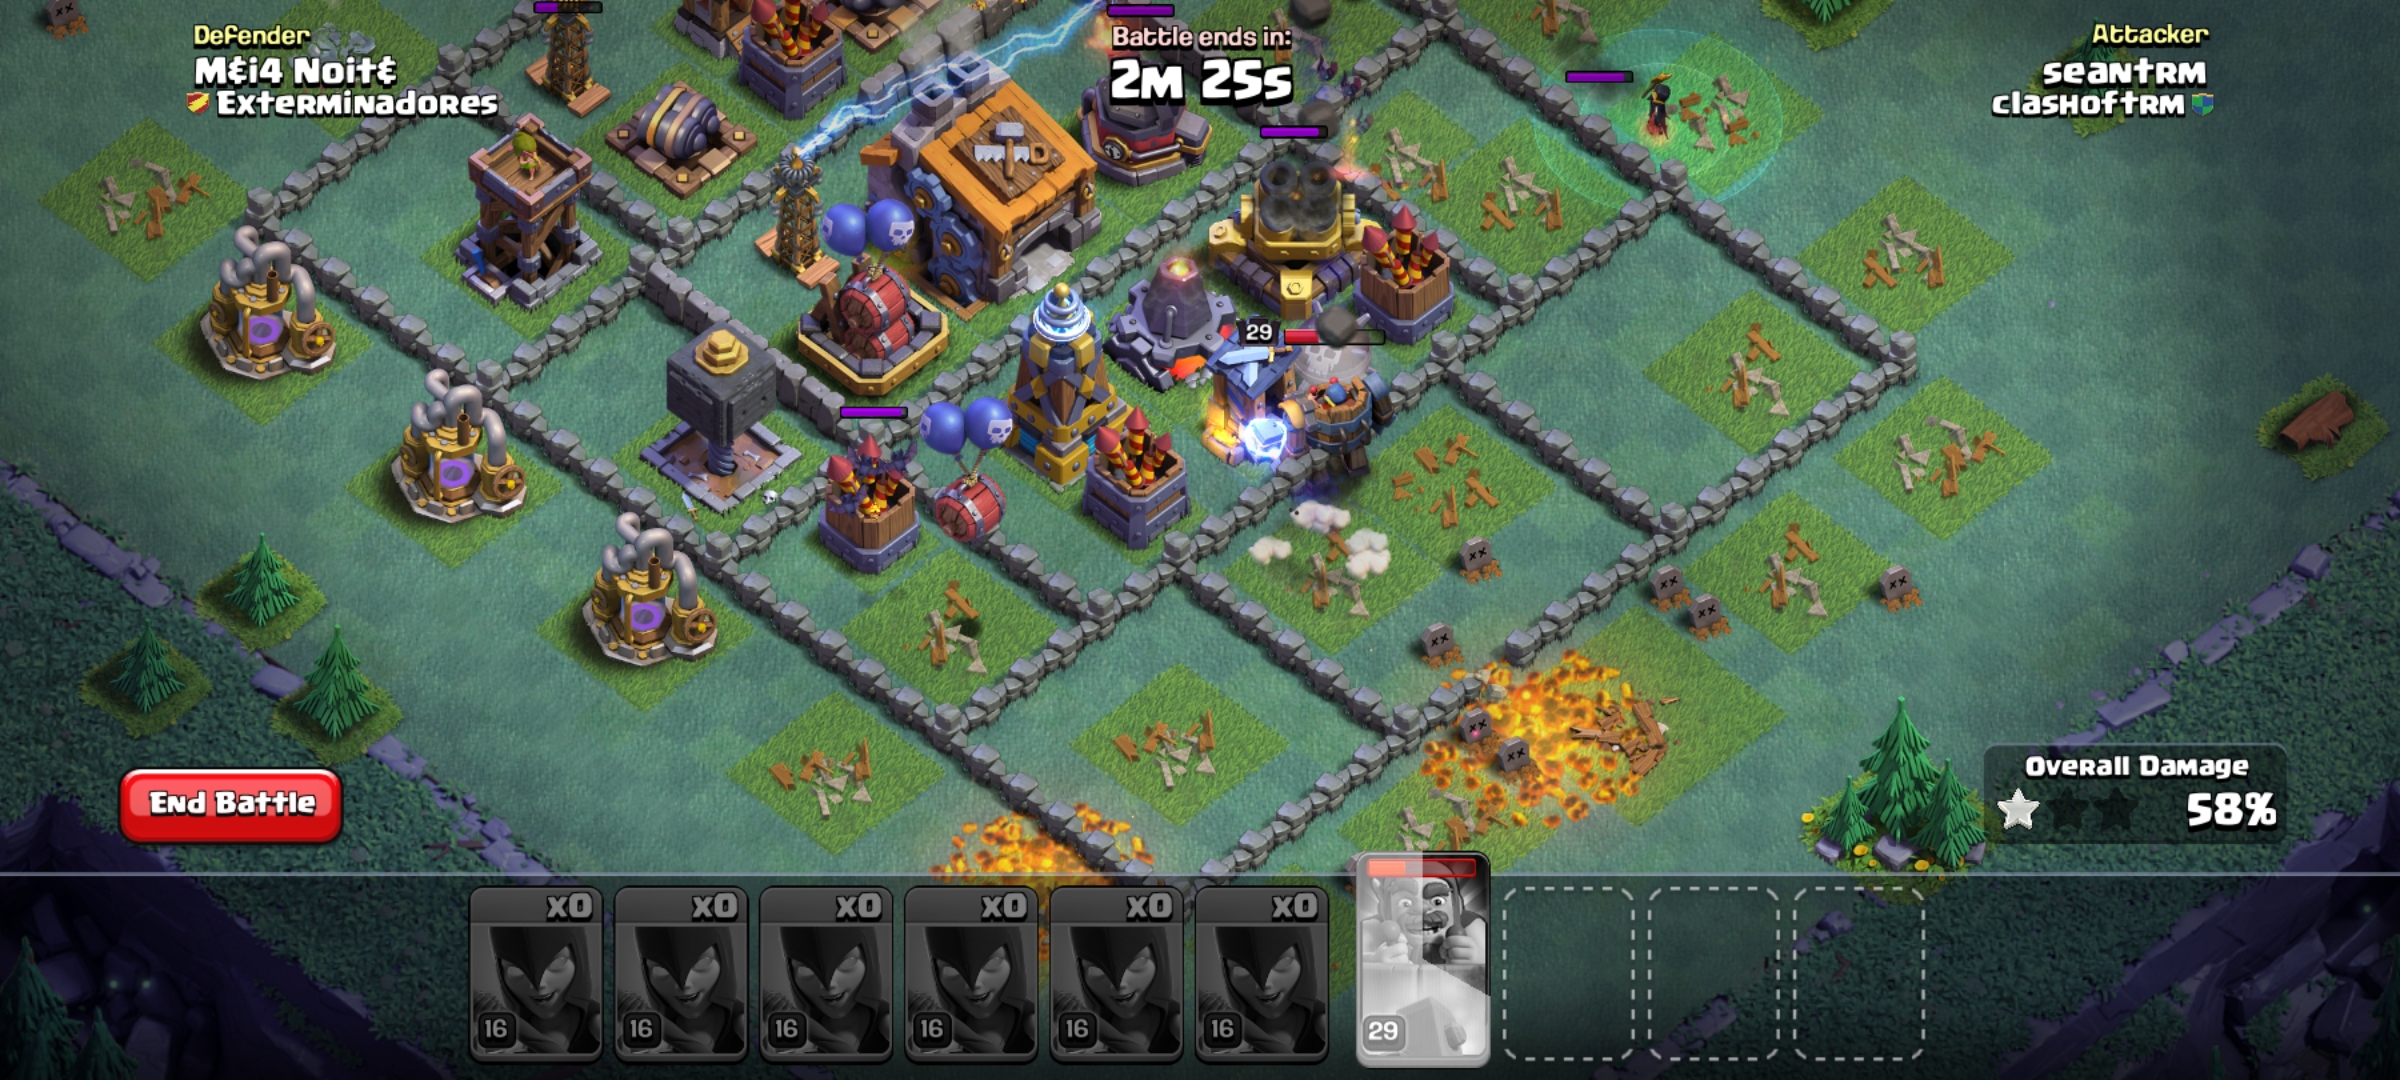 Defender
M€i4 Noit€
Exterminadores
Battle ends in:
2M 25s
Attacker
seantRM
clashoftRM
29
End Battle
Overall Damage
58%
x0
x0
x0
x0
x0
x0
16
16
16
16
16
16
29